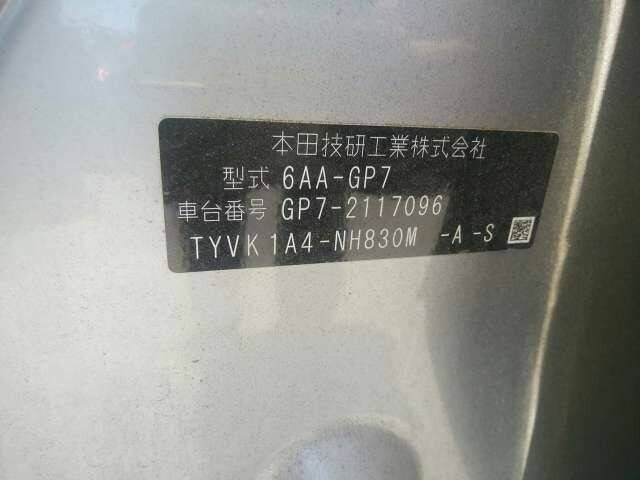 本田技研工業株式会社
型式 6AA-GP7
車台番号 GP7-2117096
TYVK1A4-NH830M -A-S